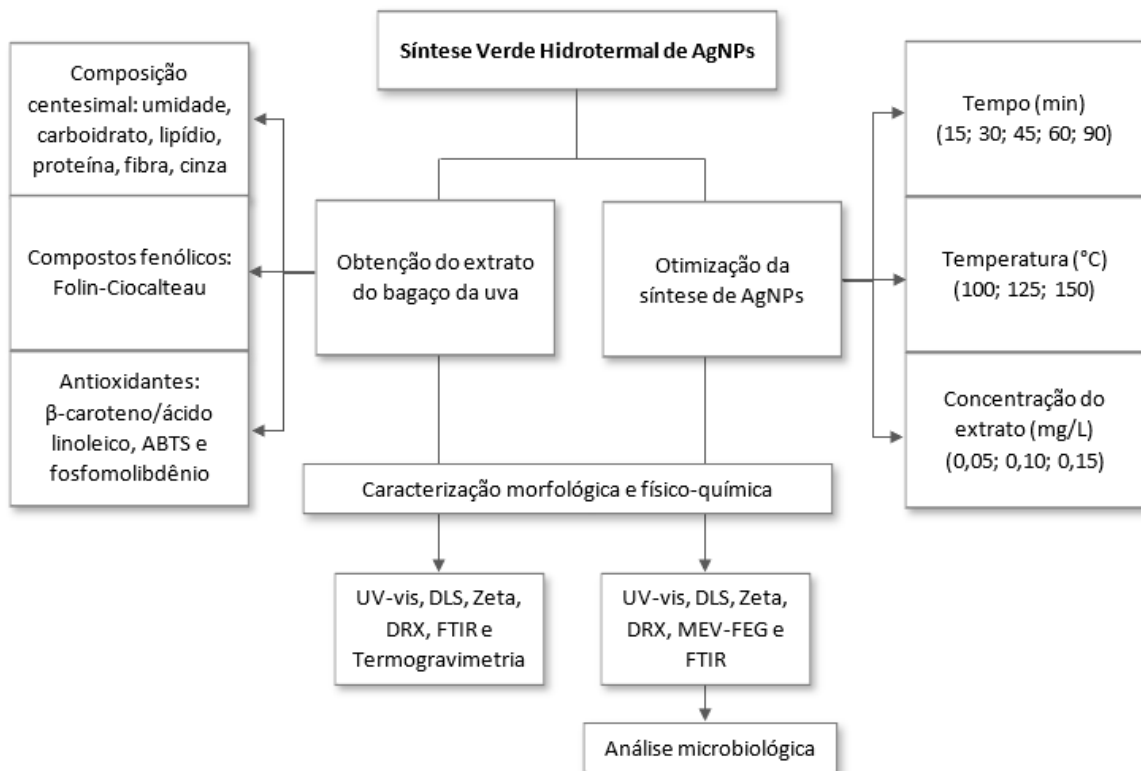 Síntese Verde Hidrotermal de AgNPs
Composição
centesimal: umidade,
carboidrato, lipídio,
proteína, fibra, cinza
Compostos fenólicos:
Folin-Ciocalteau
Antioxidantes:
β-caroteno/ácido
linoleico, ABTS e
fosfomolibdênio
Obtenção do extrato
do bagaço da uva
Otimização da
síntese de AgNPs
Tempo (min)
(15; 30; 45; 60; 90)
Temperatura (°C)
(100; 125; 150)
Concentração do
extrato (mg/L)
(0,05; 0,10; 0,15)
Caracterização morfológica e físico-química
UV-vis, DLS, Zeta,
DRX, FTIR e
Termogravimetria
UV-vis, DLS, Zeta,
DRX, MEV-FEG e
FTIR
Análise microbiológica